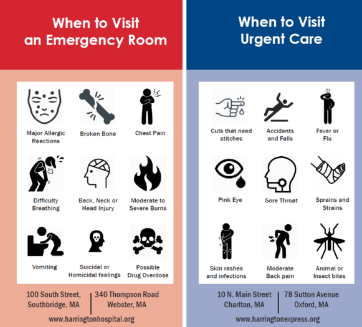 When to Visit
an Emergency Room
Major Allergic
Reactions
Broken Bone
Chest Pain
Difficulty
Breathing
Back, Neck or
Head Injury
Moderate to
Severe Burns
Vomiting
Suicidal or
Homicidal feelings
Possible
Drug Overdose
100 South Street,
Southbridge, MA
340 Thompson Road
Webster, MA
www.harringtonhospital.org
When to Visit
Urgent Care
Cuts that need
stitches
Accidents
and Falls
Fever or
Flu
Pink Eye
Sore Throat
Sprains and
Strains
Skin rashes
and infections
Moderate
Back pain
Animal or
Insect bites
10 N. Main Street
Charlton, MA
78 Sutton Avenue
Oxford, MA
www.harringtonexpress.org